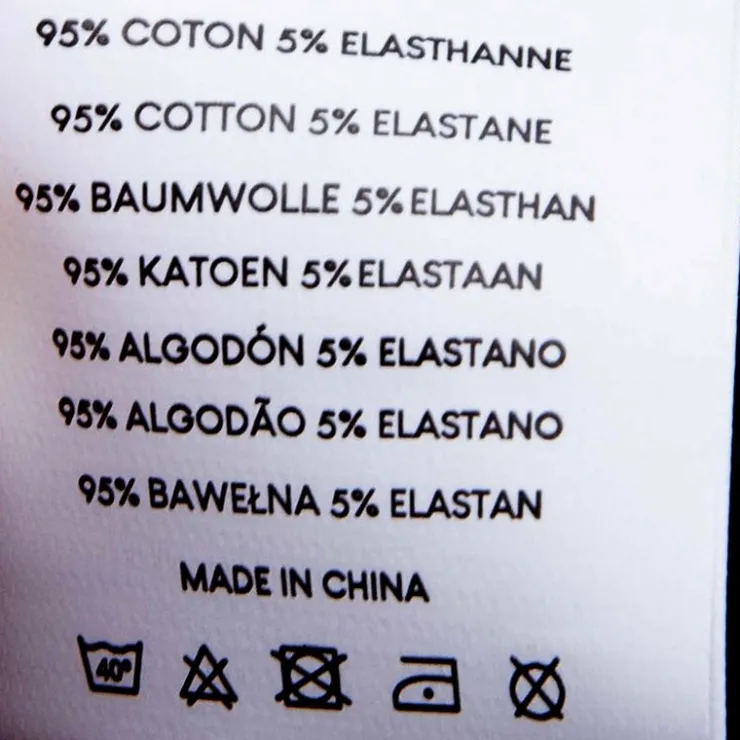 95% COTON 5% ELASTHANNE
95% COTTON 5% ELASTANE
95% BAUMWOLLE 5% ELASTHAN
95% KATOEN 5% ELASTAAN
95% ALGODÓN 5% ELASTANO
95% ALGODÃO 5% ELASTANO
95% BAWEŁNA 5% ELASTAN
MADE IN CHINA
40°